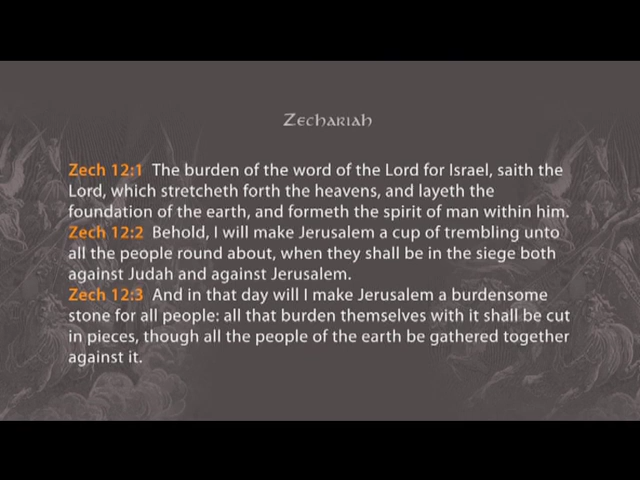 Zechariah
Zech 12:1 The burden of the word of the Lord for Israel, saith the
Lord, which stretcheth forth the heavens, and layeth the
foundation of the earth, and formeth the spirit of man within him.
Zech 12:2 Behold, I will make Jerusalem a cup of trembling unto
all the people round about, when they shall be in the siege both
against Judah and against Jerusalem.
Zech 12:3 And in that day will I make Jerusalem a burdensome
stone for all people: all that burden themselves with it shall be cut
in pieces, though all the people of the earth be gathered together
against it.